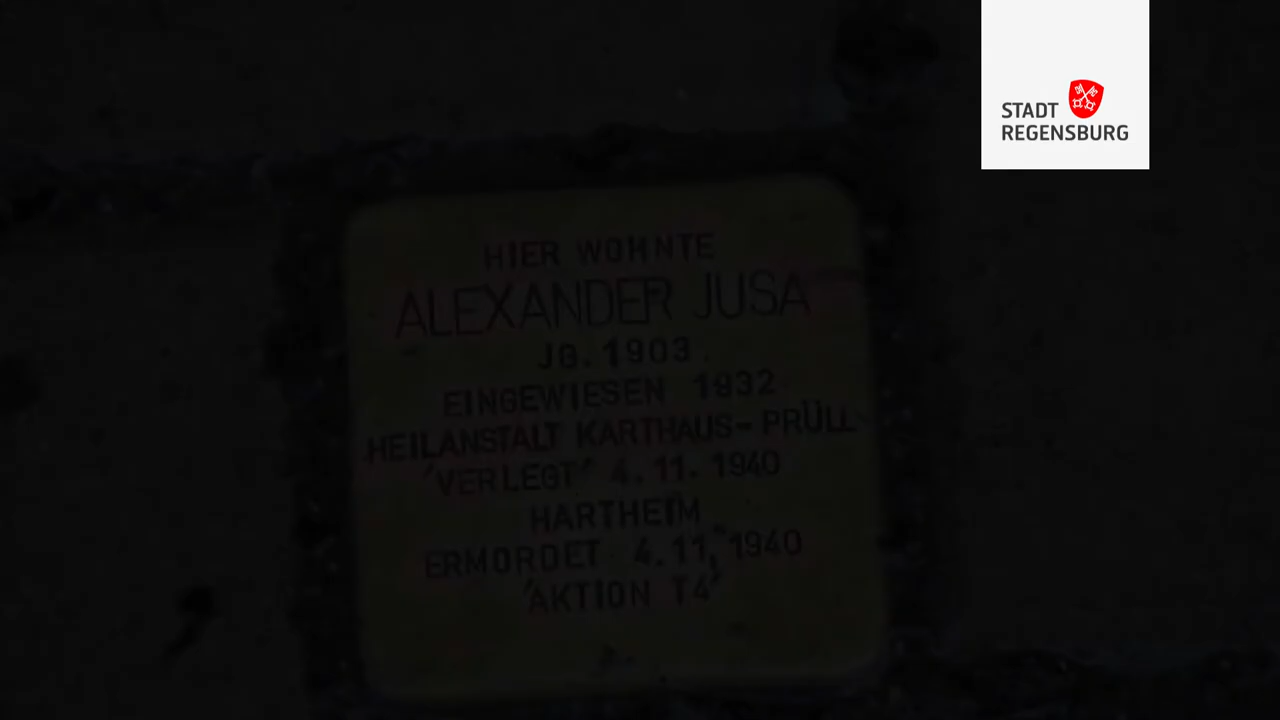 STADT
REGENSBURG
HIER WOHNTE
ALEXANDER JUSA
JG. 1903
EINGEWIESEN 1932
HEILANSTALT KARTHAUS-PRÜLL
'VERLEGT' 4.11.1940
HARTHEIM
ERMORDET 4.11.1940
'AKTION T4'